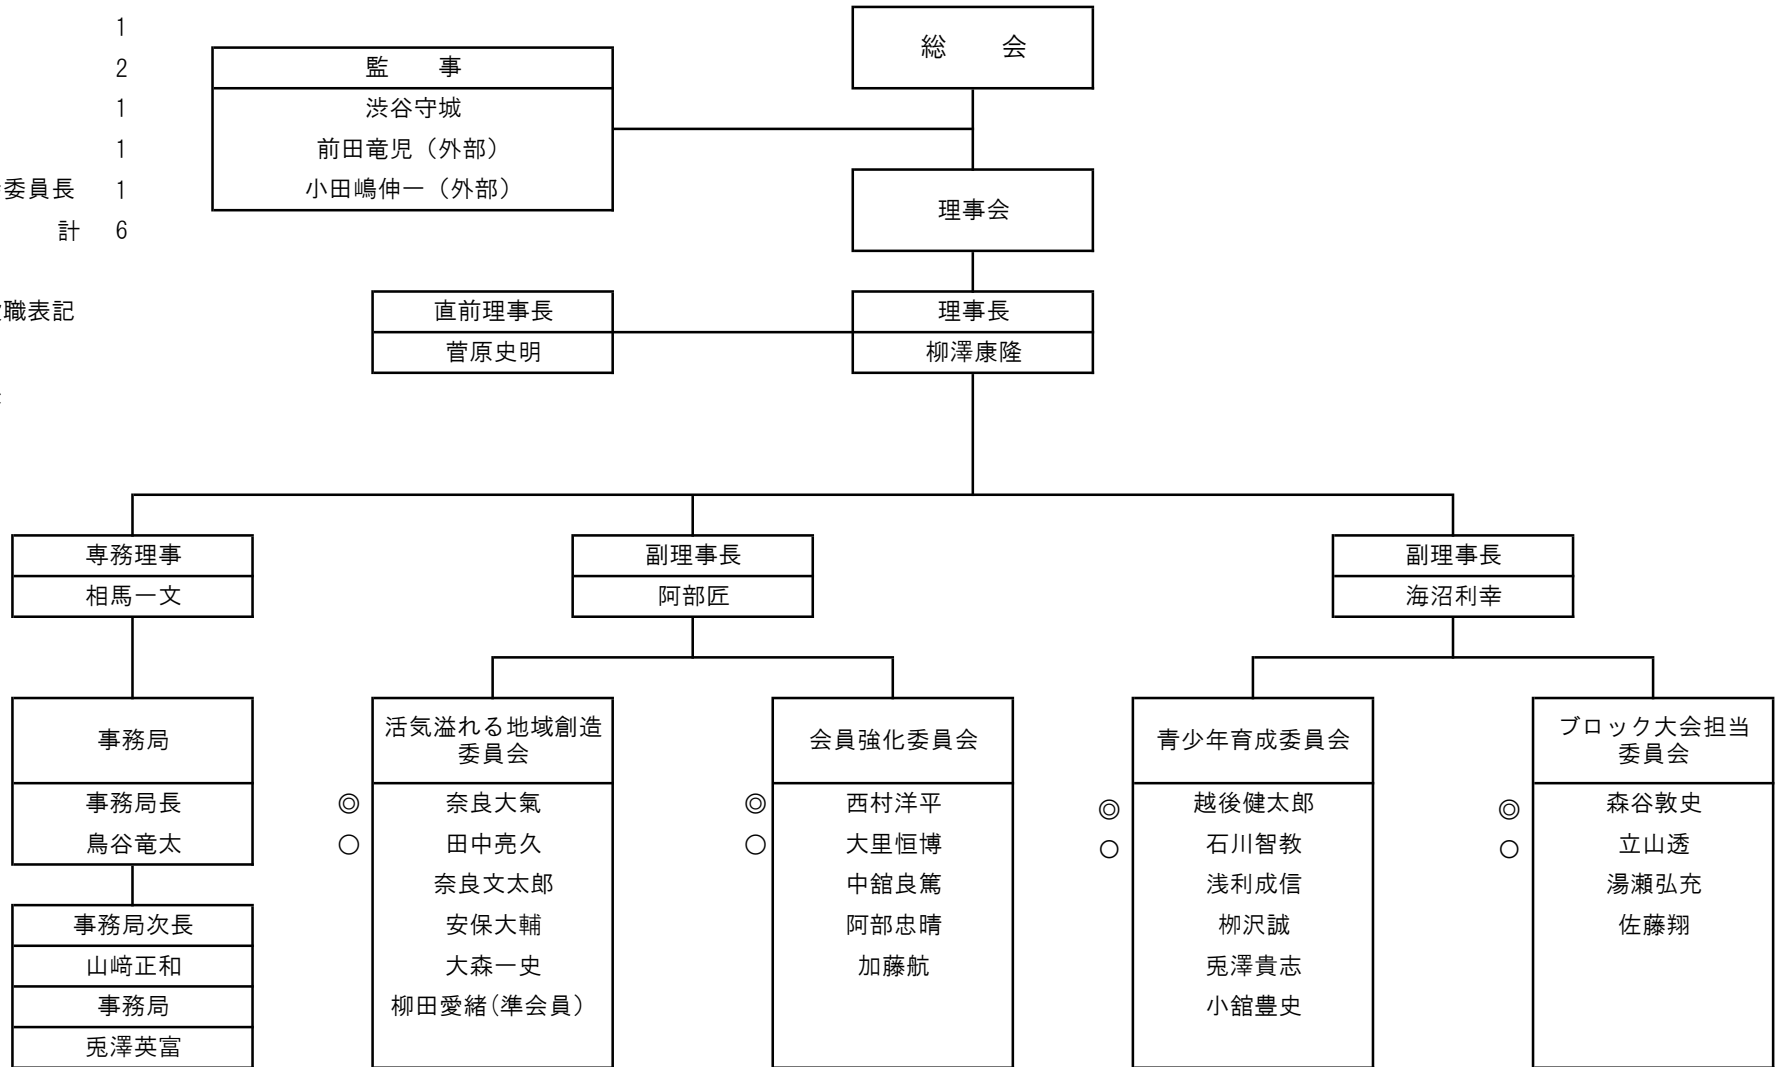 1
総　　会
2
監　　事
1
渋谷守城
1
前田竜児（外部）
委員長　1
小田嶋伸一（外部）
理事会
計　6
職表記
直前理事長
理事長
菅原史明
柳澤康隆
専務理事
副理事長
副理事長
相馬一文
阿部匠
海沼利幸
事務局
事務局長
鳥谷竜太
事務局次長
山﨑正和
事務局
兎澤英富
活気溢れる地域創造
委員会
◎　奈良大氣
○　田中亮久
奈良文太郎
安保大輔
大森一史
柳田愛緒(準会員）
会員強化委員会
◎　西村洋平
○　大里恒博
中舘良篤
阿部忠晴
加藤航
青少年育成委員会
◎　越後健太郎
○　石川智教
浅利成信
栁沢誠
兎澤貴志
小舘豊史
ブロック大会担当
委員会
◎　森谷敦史
○　立山透
湯瀬弘充
佐藤翔